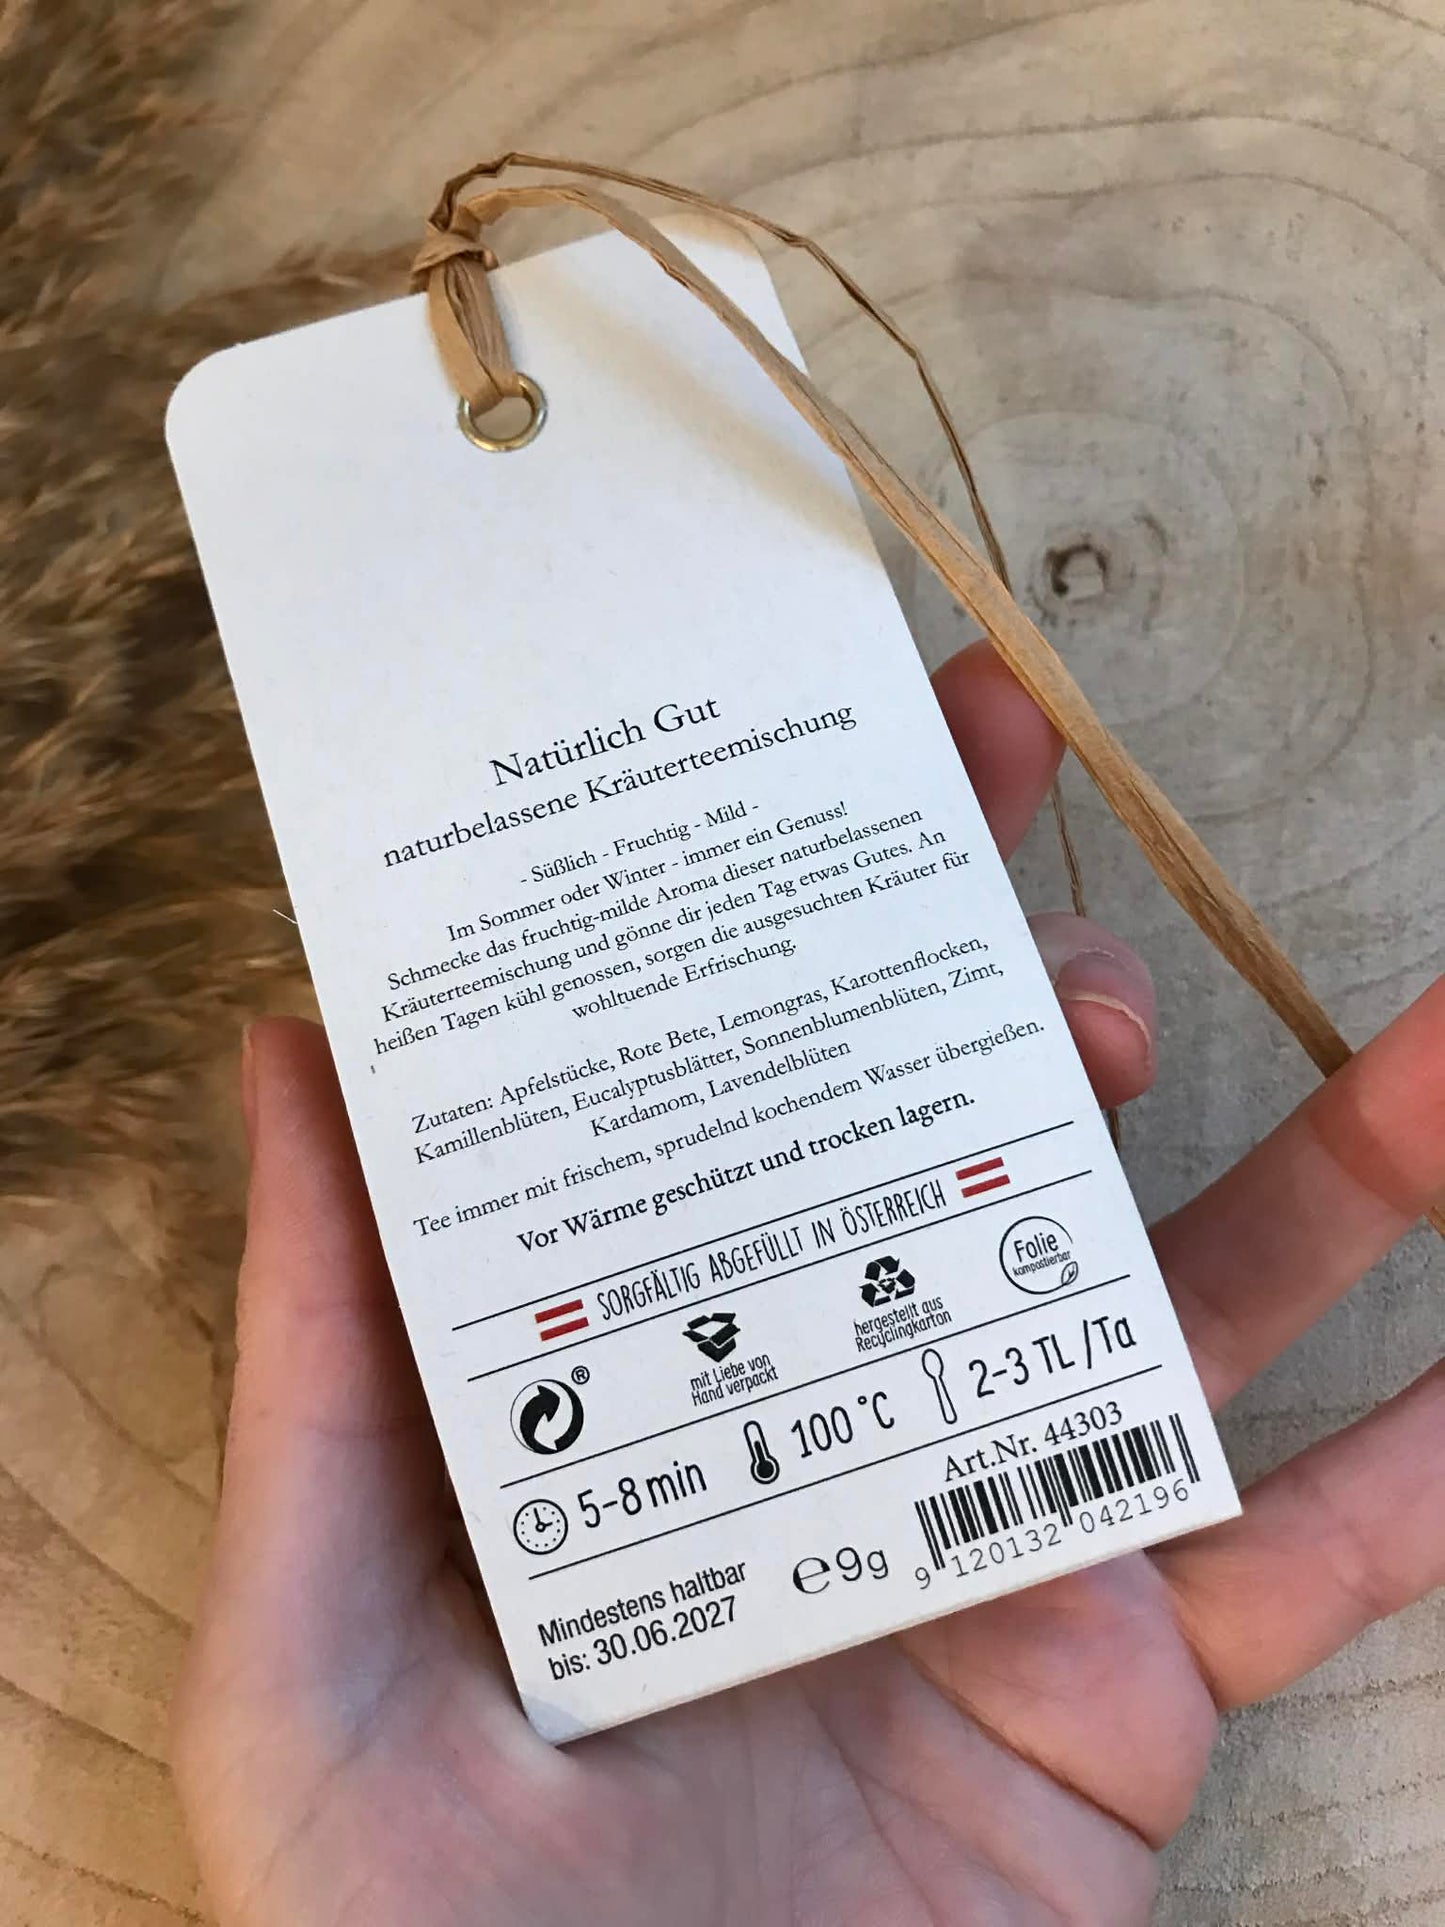 Natürlich Gut
naturbelassene Kräuterteemischung
- Süßlich - Fruchtig - Mild -
Im Sommer oder Winter - immer ein Genuss!
Schmecke das fruchtig-milde Aroma dieser naturbelassenen
Kräuterteemischung und gönne dir jeden Tag etwas Gutes. An
heißen Tagen kühl genossen, sorgen die ausgesuchten Kräuter für
wohltuende Erfrischung.
Zutaten: Apfelstücke, Rote Bete, Lemongras, Karottenflocken,
Kamillenblüten, Eucalyptusblätter, Sonnenblumenblüten, Zimt,
Kardamom, Lavendelblüten
Tee immer mit frischem, sprudelnd kochendem Wasser übergießen.
Vor Wärme geschützt und trocken lagern.
SORGFÄLTIG ABGEFÜLLT IN ÖSTERREICH
®
mit Liebe von
Hand verpackt
hergestellt aus
Recyclingkarton
Folie
kompostierbar
5-8 min 100 °C 2-3 TL /Ta
Art.Nr. 44303
9 120132 042196
Mindestens haltbar
bis: 30.06.2027
℮9g